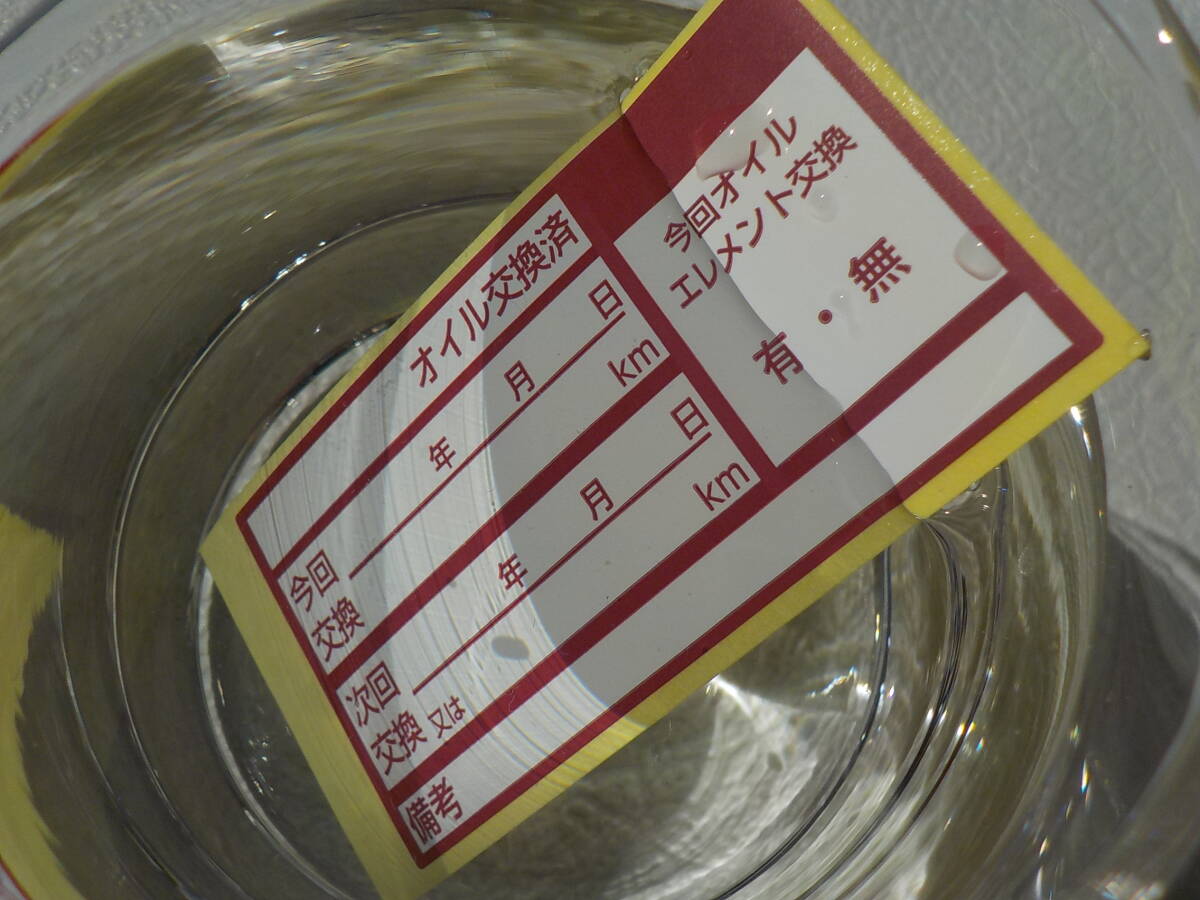 オイル交換済
今回
交換
年 月 日
km
次回
交換 又は
年 月 日
km
備考
今回オイル
エレメント交換
有・無